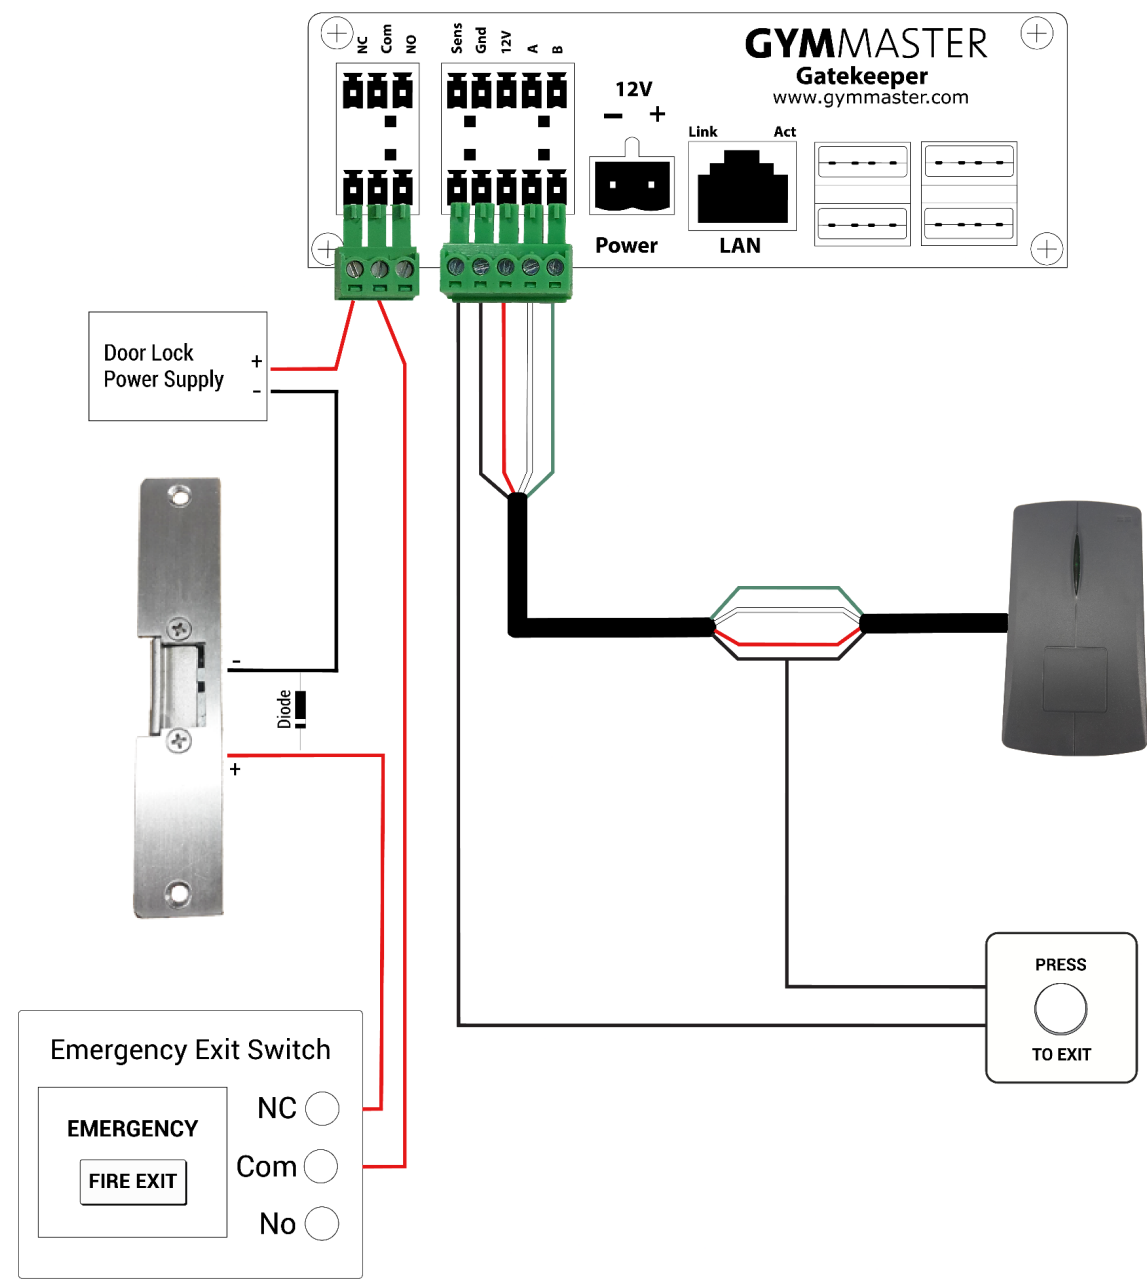 NC
Com
NO
Sens
Gnd
12V
A
B
GYMMASTER
Gatekeeper
www.gymmaster.com
12V
− +
Link Act
Power
LAN
Door Lock
Power Supply
+
-
-
Diode
+
PRESS
TO EXIT
Emergency Exit Switch
NC
EMERGENCY
Com
FIRE EXIT
No